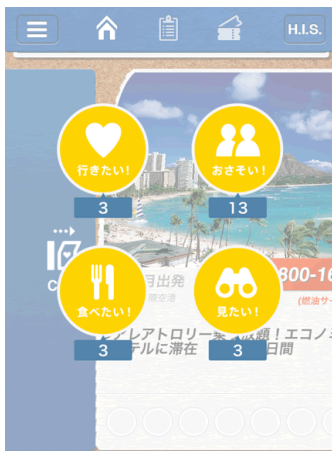 H.I.S.
行きたい!
3
おさそい!
13
食べたい!
3
見たい!
3
C
月出発
800-16
(燃油サー
レアトロリー乗
放題！エコノミ
テルに滞在
日間